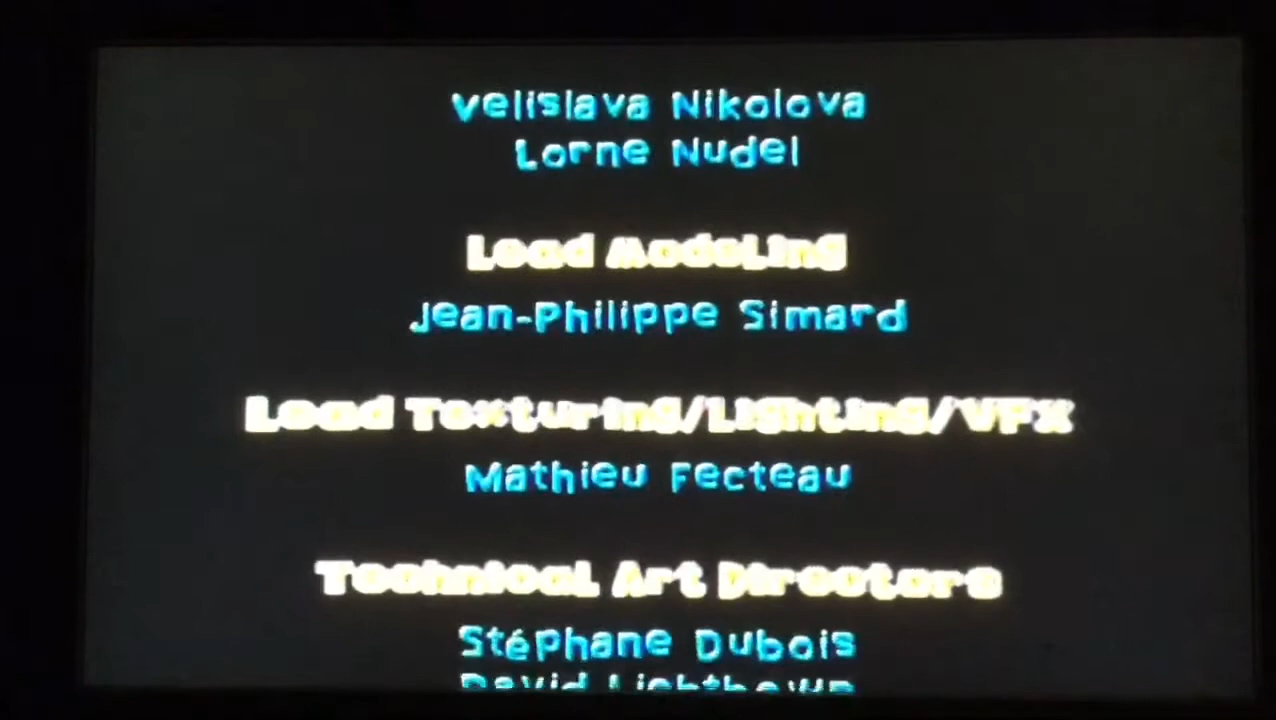 Velislava Nikolova
Lorne Nudel
Lead Modeling
Jean-Philippe Simard
Lead Texturing/Lighting/VFX
Mathieu Fecteau
Technical Art Directors
Stéphane Dubois
David